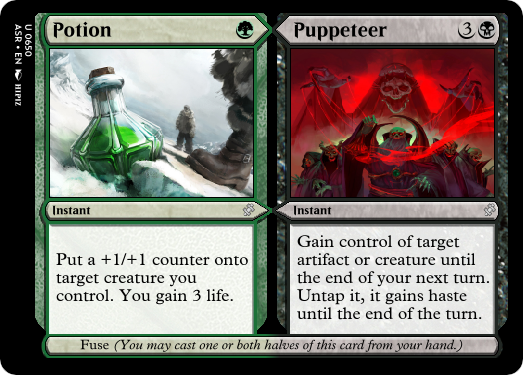 Potion
Put a +1/+1 counter onto
target creature you
control. You gain 3 life.
Instant
Puppeteer
3
Instant
Gain control of target
artifact or creature until
the end of your next turn.
Untap it, it gains haste
until the end of the turn.
Fuse (You may cast one or both halves of this card from your hand.)
U 0650
ASR • EN HIPIZ